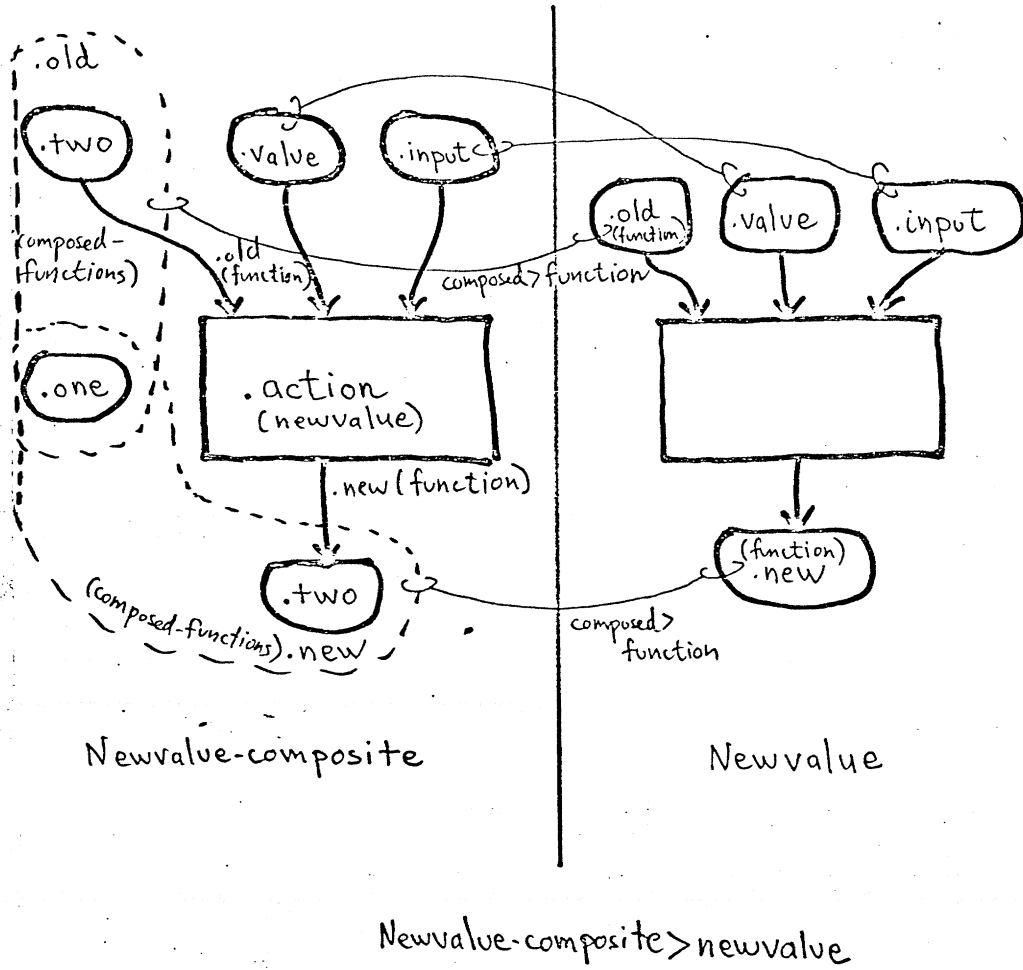 .old
.two
.value
.input
(composed-
functions)
.old
(function)
composed>function
.one
.action
(newvalue)
.new(function)
.two
(composed-functions).new
.old
(function)
.value
.input
(function)
.new
composed>
function
Newvalue-composite
Newvalue
Newvalue-composite>newvalue